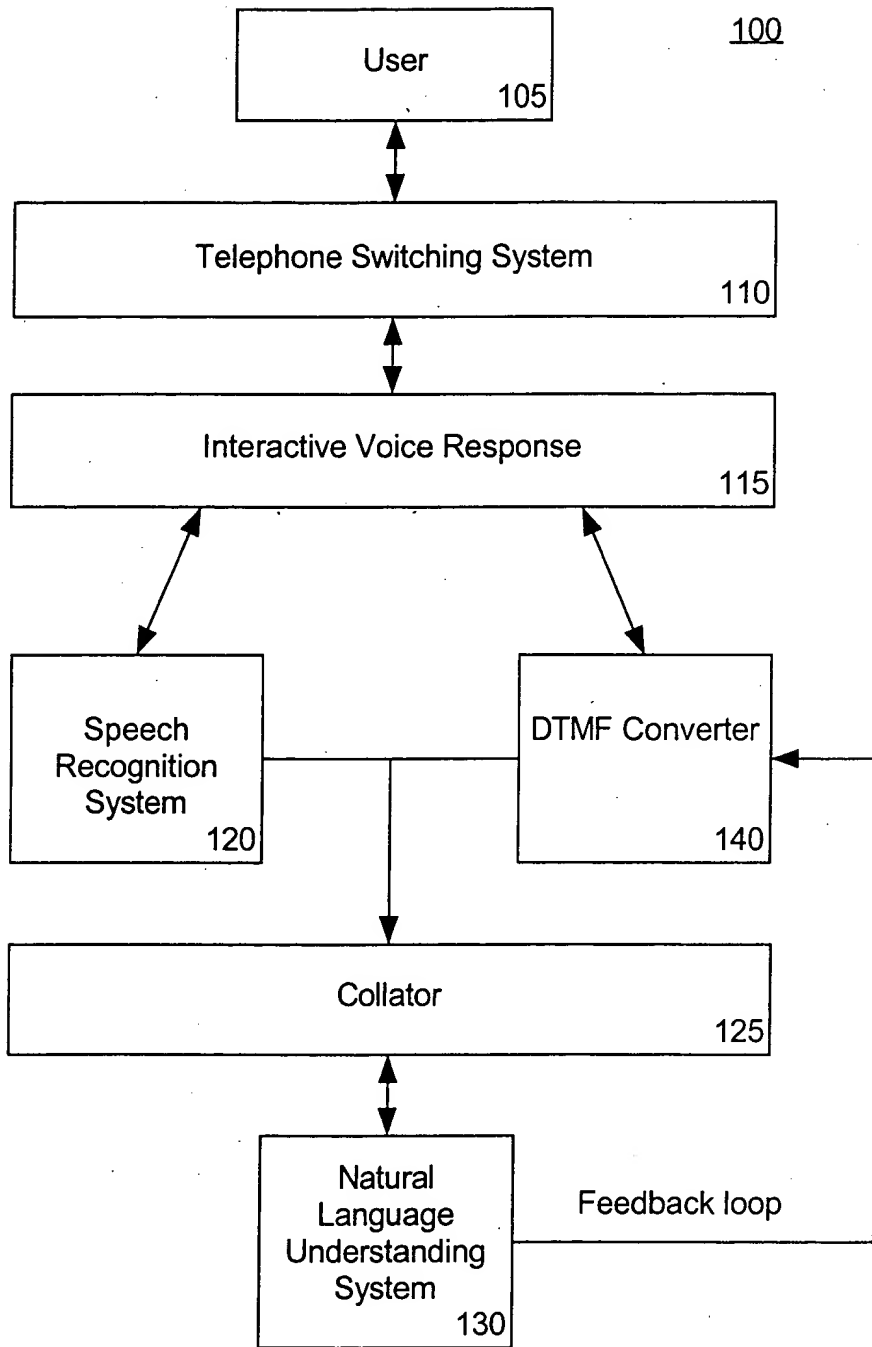 100
User
105
Telephone Switching System
110
Interactive Voice Response
115
Speech
Recognition
System
120
DTMF Converter
140
Collator
125
Natural
Language
Understanding
System
130
Feedback loop